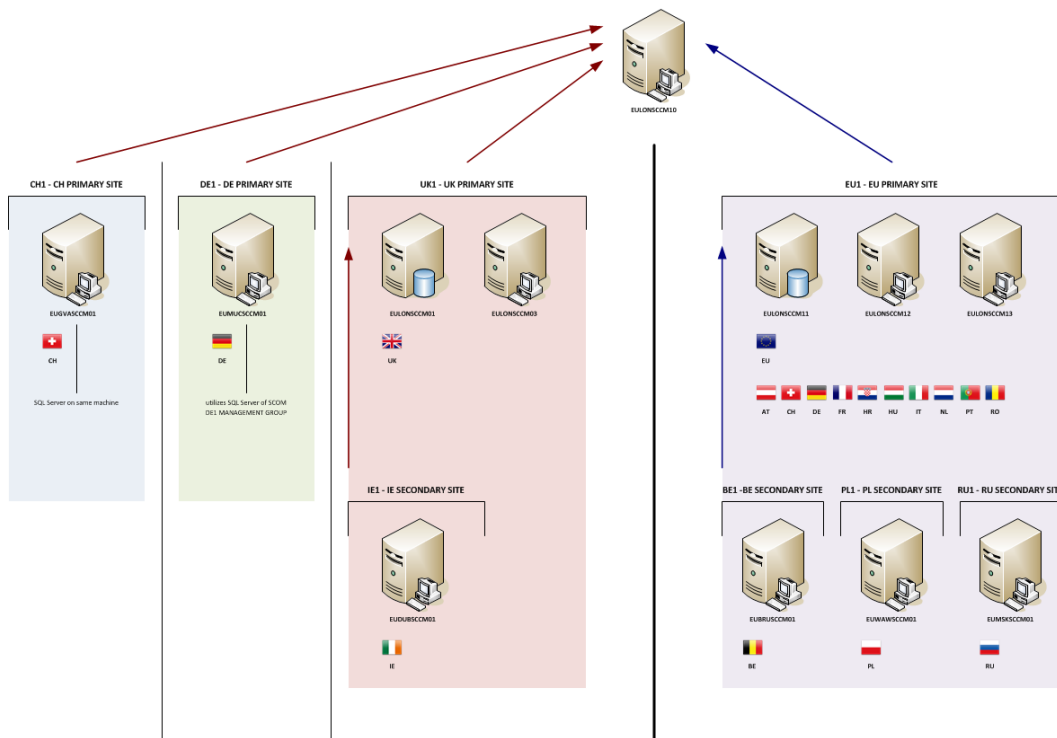 EULONSCCM10
CH1 - CH PRIMARY SITE
DE1 - DE PRIMARY SITE
UK1 - UK PRIMARY SITE
EU1 - EU PRIMARY SITE
EUGVASCCM01
EUMUCSCCM01
EULONSCCM01
EULONSCCM03
EULONSCCM11
EULONSCCM12
EULONSCCM13
CH
DE
UK
EU
SQL Server on same machine
utilizes SQL Server of SCOM
DE1 MANAGEMENT GROUP
AT
CH
DE
FR
HR
HU
IT
NL
PT
RO
IE1 - IE SECONDARY SITE
BE1 -BE SECONDARY SITE
PL1 - PL SECONDARY SITE
RU1 - RU SECONDARY SIT
EUDUBSCCM01
EUBRUSCCM01
EUWAWSCCM01
EUMSKSCCM01
IE
BE
PL
RU